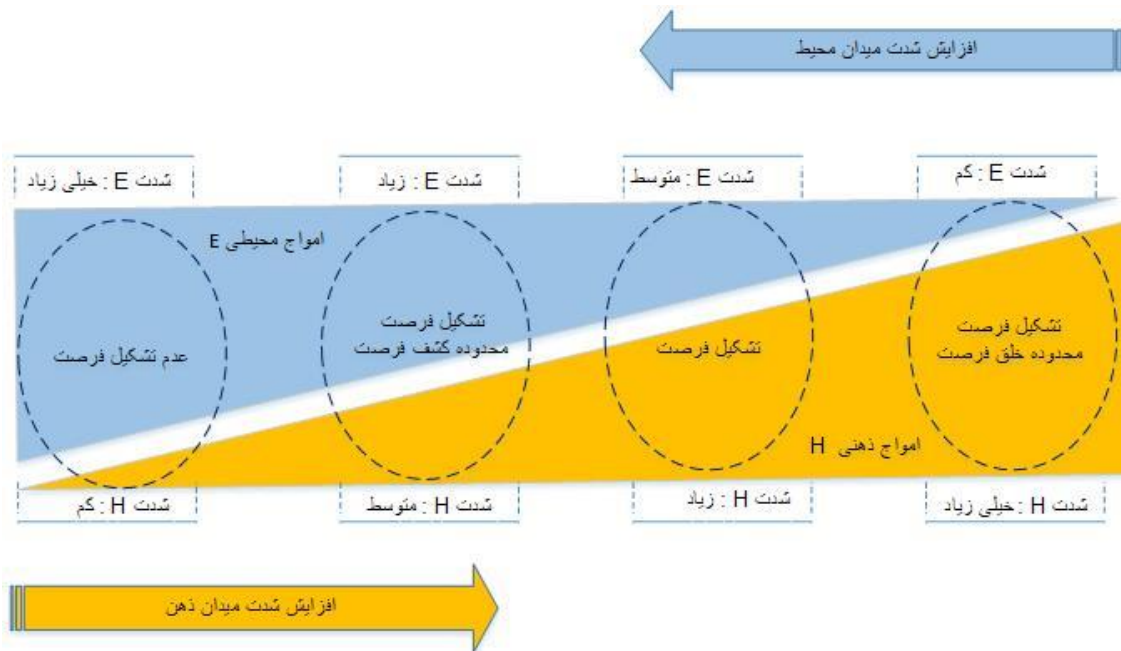 افزایش شدت میدان محیط
شدت E : کم
شدت E : متوسط
شدت E : زیاد
شدت E : خیلی زیاد
امواج محیطی E
تشکیل فرصت
محدوده خلق فرصت
تشکیل فرصت
تشکیل فرصت
محدوده کشف فرصت
عدم تشکیل فرصت
امواج ذهنی H
شدت H : خیلی زیاد
شدت H : زیاد
شدت H : متوسط
شدت H : کم
افزایش شدت میدان ذهن